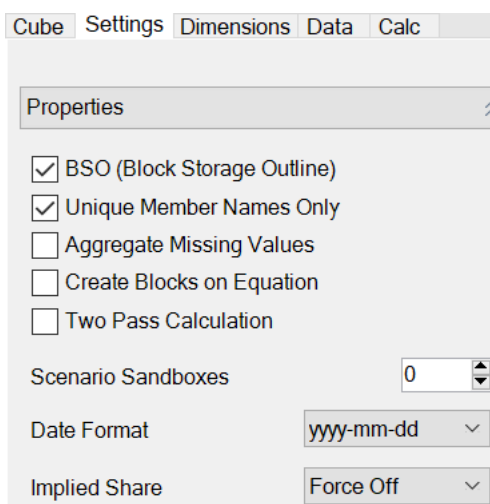 Cube Settings Dimensions Data Calc
Properties
BSO (Block Storage Outline)
Unique Member Names Only
Aggregate Missing Values
Create Blocks on Equation
Two Pass Calculation
Scenario Sandboxes 0
Date Format yyyy-mm-dd
Implied Share Force Off